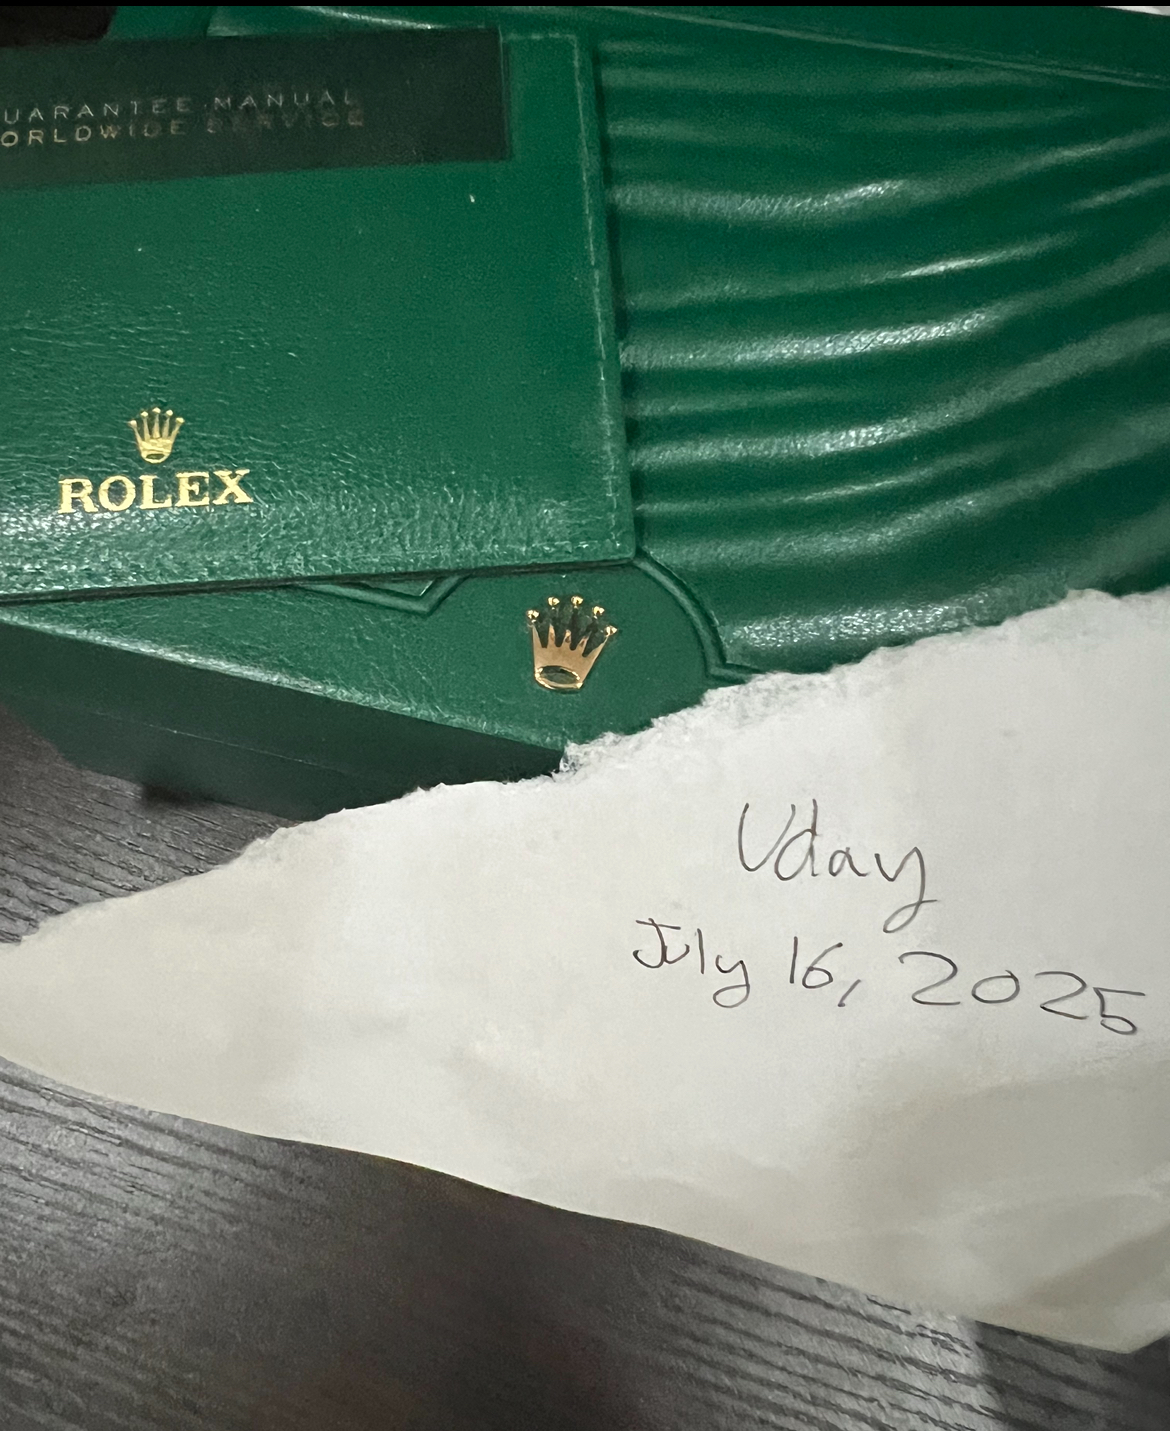 UARANTEE MANUAL
ORLDWIDE SERVICE
ROLEX
Uday
July 16, 2025